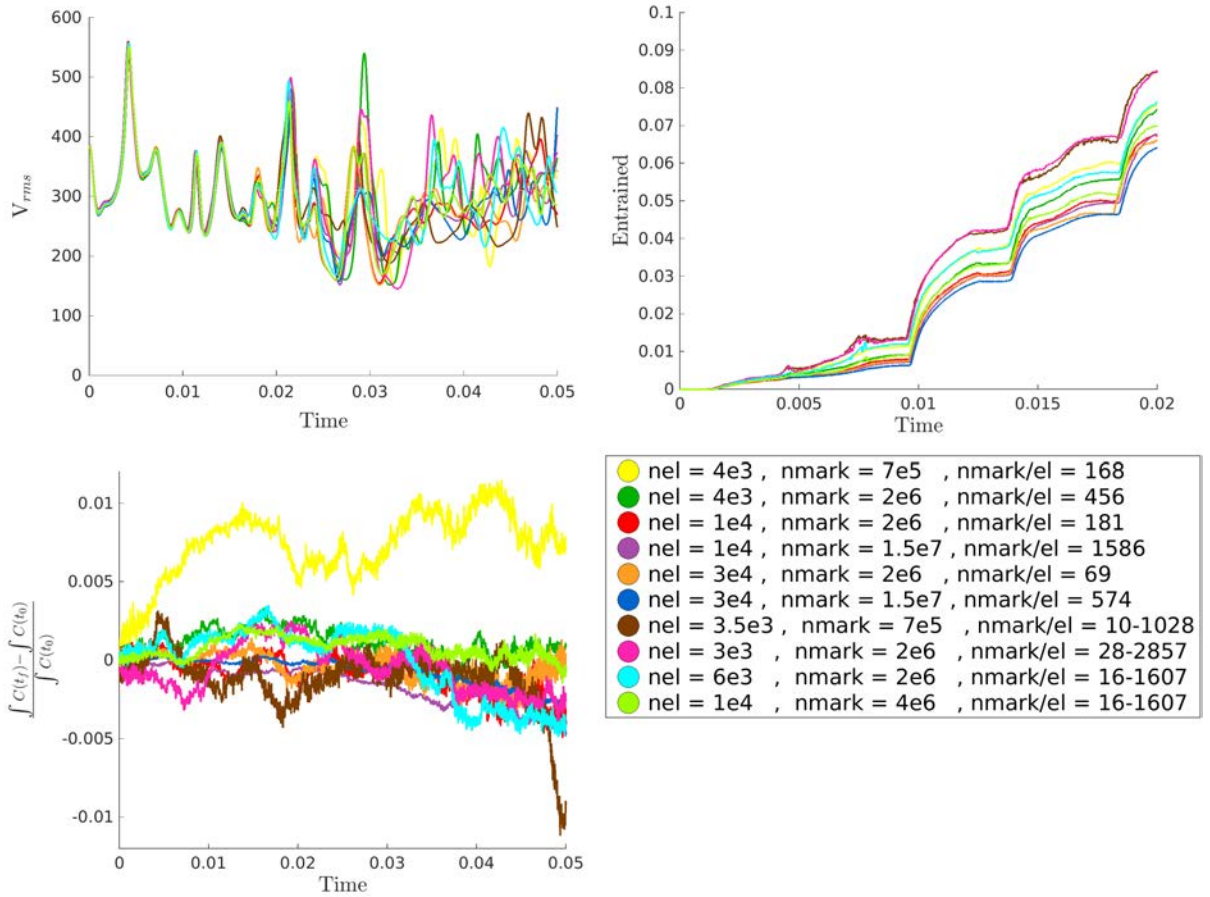 600
500
400
300
200
100
0
V_rms
0 0.01 0.02 0.03 0.04 0.05
Time
0.1
0.09
0.08
0.07
0.06
0.05
0.04
0.03
0.02
0.01
0
Entrained
0 0.005 0.01 0.015 0.02
Time
0.01
0.005
0
-0.005
-0.01
∫ C(t_f) − ∫ C(t_0)
∫ C(t_0)
0 0.01 0.02 0.03 0.04 0.05
Time
nel = 4e3 , nmark = 7e5 , nmark/el = 168
nel = 4e3 , nmark = 2e6 , nmark/el = 456
nel = 1e4 , nmark = 2e6 , nmark/el = 181
nel = 1e4 , nmark = 1.5e7 , nmark/el = 1586
nel = 3e4 , nmark = 2e6 , nmark/el = 69
nel = 3e4 , nmark = 1.5e7 , nmark/el = 574
nel = 3.5e3 , nmark = 7e5 , nmark/el = 10-1028
nel = 3e3 , nmark = 2e6 , nmark/el = 28-2857
nel = 6e3 , nmark = 2e6 , nmark/el = 16-1607
nel = 1e4 , nmark = 4e6 , nmark/el = 16-1607